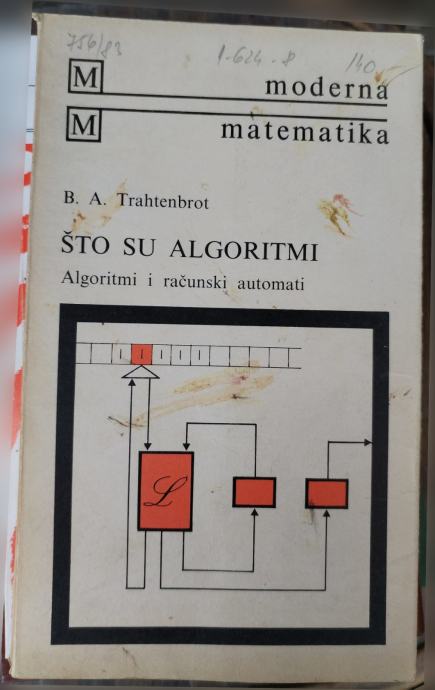 756/83 1-624-8 140
M moderna
M matematika
B. A. Trahtenbrot
ŠTO SU ALGORITMI
Algoritmi i računski automati
I I I I I
L